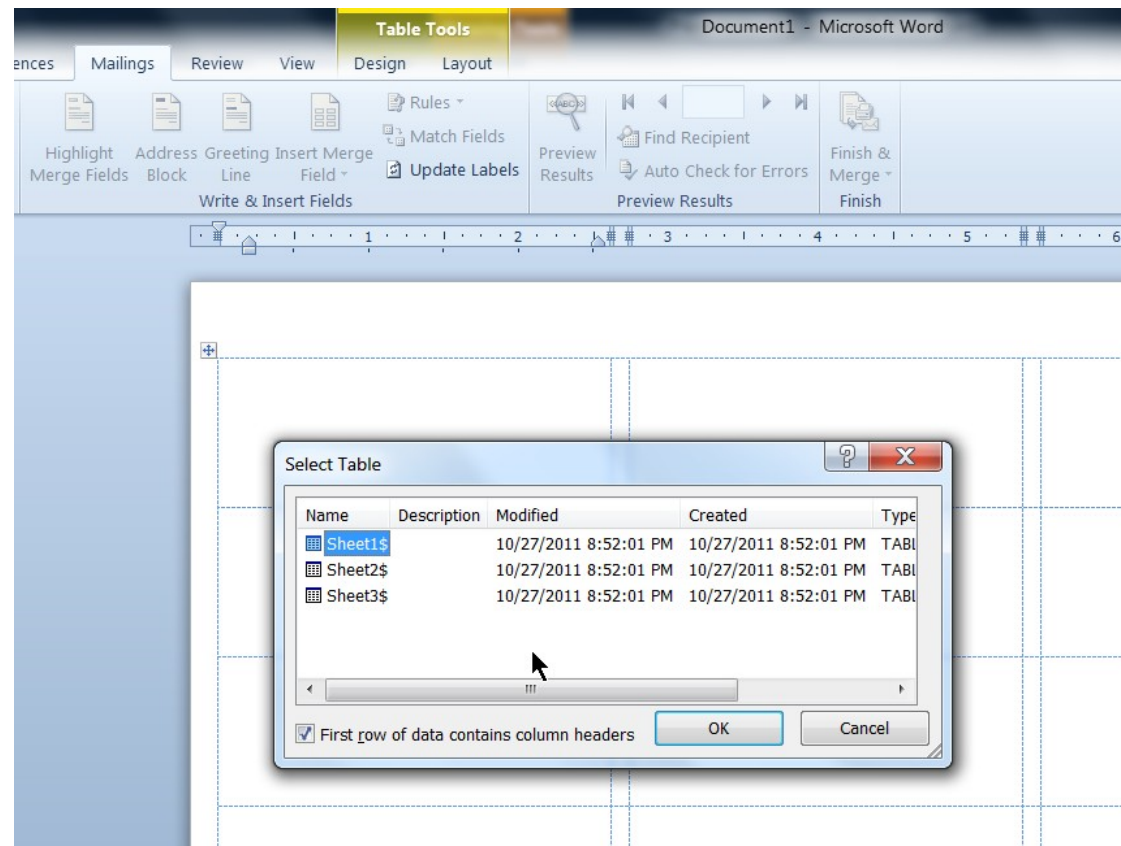 Table Tools
Document1 - Microsoft Word
ences Mailings Review View Design Layout
Rules
Match Fields
Update Labels
Highlight
Merge Fields
Address
Block
Greeting
Line
Insert Merge
Field
Write & Insert Fields
Preview
Results
Find Recipient
Auto Check for Errors
Preview Results
Finish &
Merge
Finish
1 2 3 4 5 6
Select Table
Name Description Modified Created Type
Sheet1$ 10/27/2011 8:52:01 PM 10/27/2011 8:52:01 PM TABL
Sheet2$ 10/27/2011 8:52:01 PM 10/27/2011 8:52:01 PM TABL
Sheet3$ 10/27/2011 8:52:01 PM 10/27/2011 8:52:01 PM TABL
First row of data contains column headers
OK
Cancel